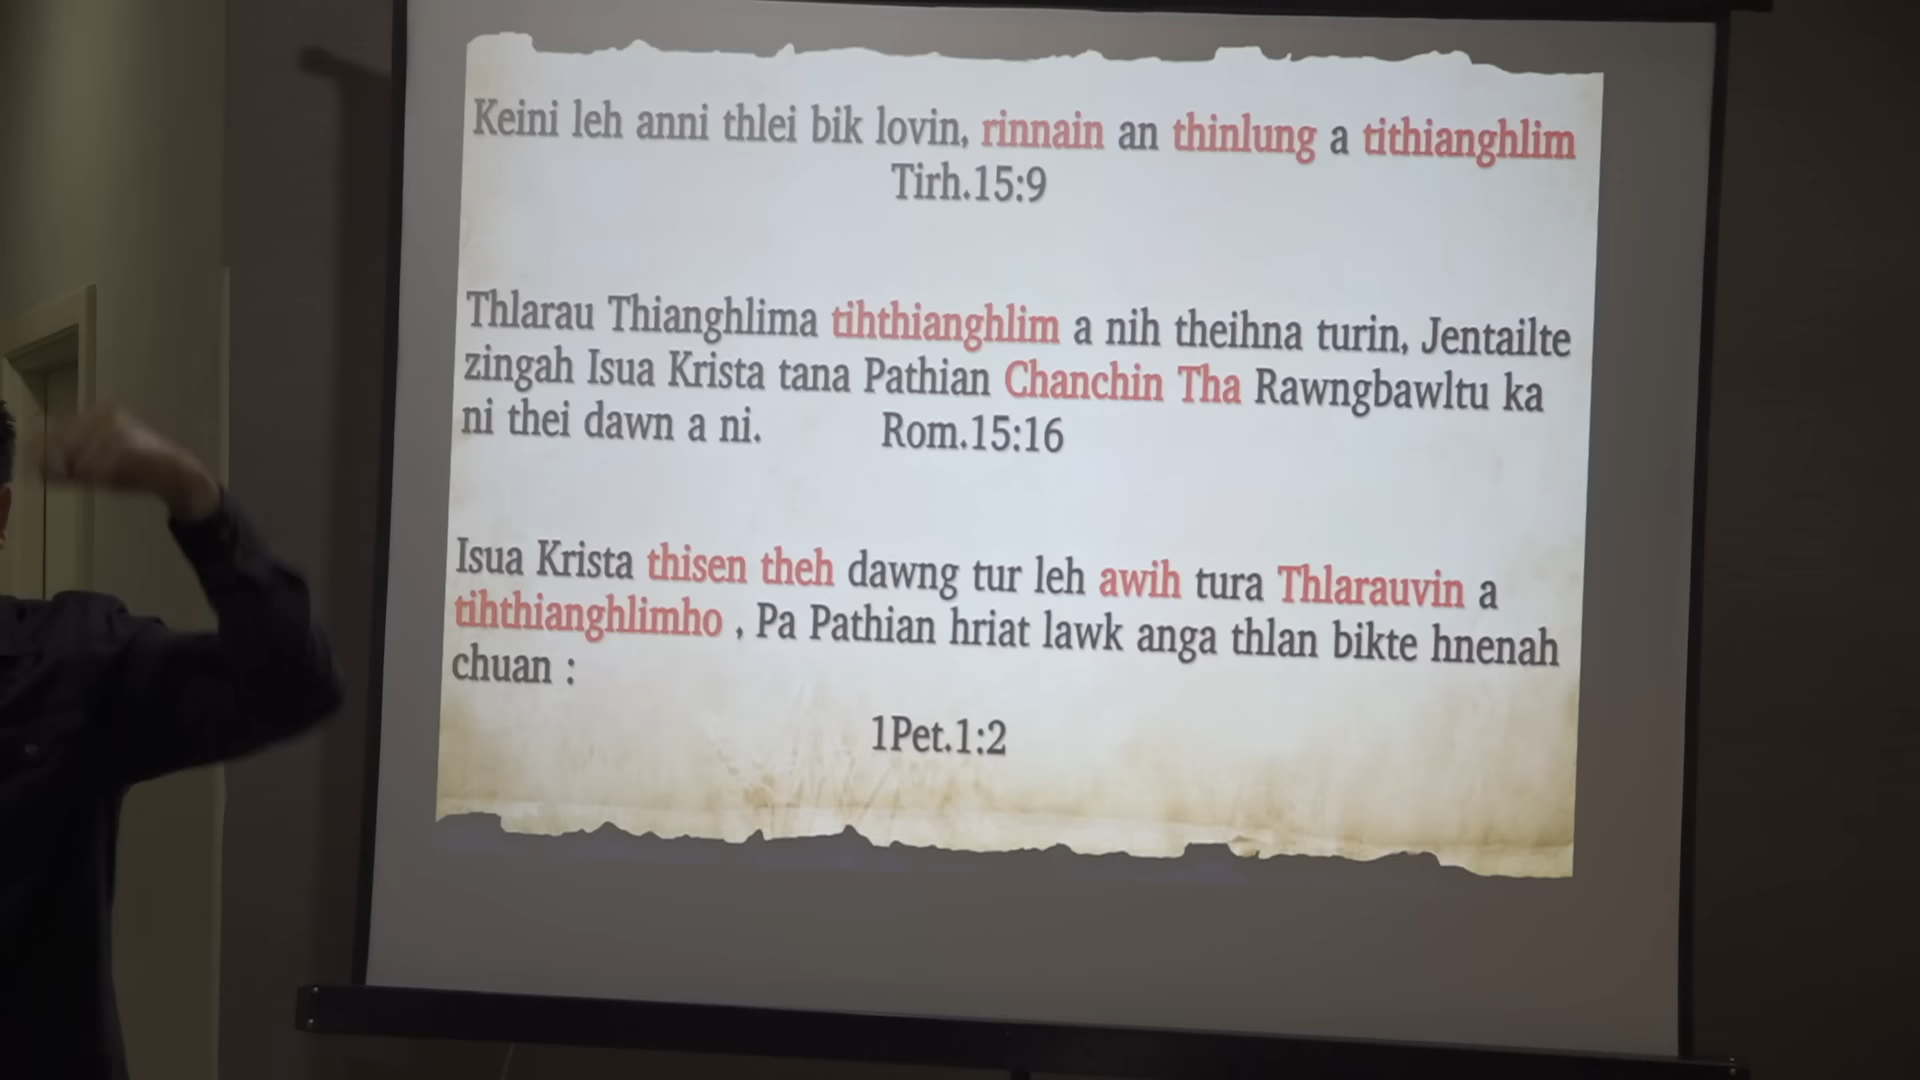 Keini leh anni thlei bik lovin, rinnain an thinlung a tithianghlim
Tirh.15:9
Thlarau Thianghlima tihthianghlim a nih theihna turin, Jentailte
zingah Isua Krista tana Pathian Chanchin Tha Rawngbawltu ka
ni thei dawn a ni. Rom.15:16
Isua Krista thisen theh dawng tur leh awih tura Thlarauvin a
tihthianghlimho , Pa Pathian hriat lawk anga thlan bikte hnenah
chuan :
1Pet.1:2